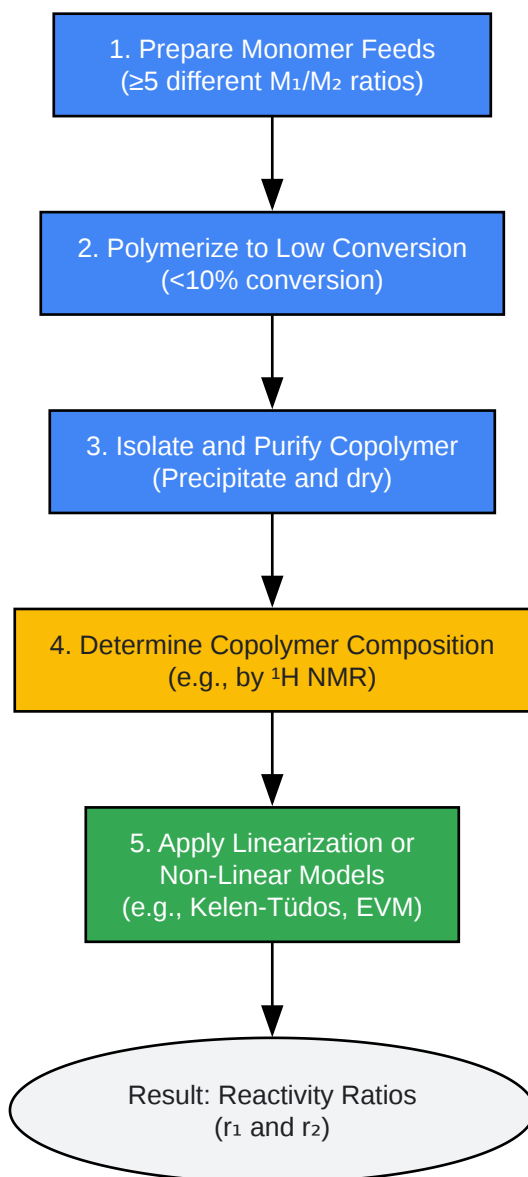 1. Prepare Monomer Feeds
(≥5 different M₁/M₂ ratios)
2. Polymerize to Low Conversion
(<10% conversion)
3. Isolate and Purify Copolymer
(Precipitate and dry)
4. Determine Copolymer Composition
(e.g., by ¹H NMR)
5. Apply Linearization or
Non-Linear Models
(e.g., Kelen-Tüdos, EVM)
Result: Reactivity Ratios
(r₁ and r₂)